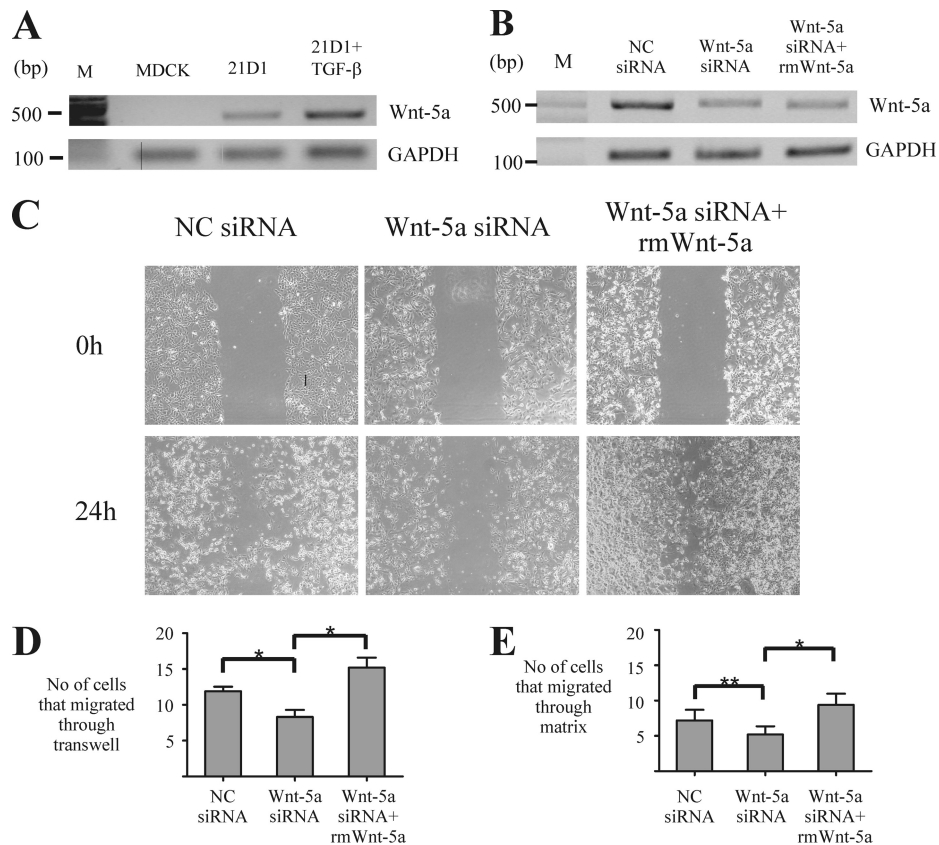 A
(bp)
M
MDCK
21D1
21D1+
TGF-β
500
Wnt-5a
100
GAPDH
B
(bp)
M
NC
siRNA
Wnt-5a
siRNA
Wnt-5a
siRNA+
rmWnt-5a
500
Wnt-5a
100
GAPDH
C
NC siRNA
Wnt-5a siRNA
Wnt-5a siRNA+
rmWnt-5a
0h
24h
D
No of cells
that migrated
through
transwell
20
15
10
5
*
*
NC
siRNA
Wnt-5a
siRNA
Wnt-5a
siRNA+
rmWnt-5a
E
No of cells
that migrated
through
matrix
20
15
10
5
**
*
NC
siRNA
Wnt-5a
siRNA
Wnt-5a
siRNA+
rmWnt-5a